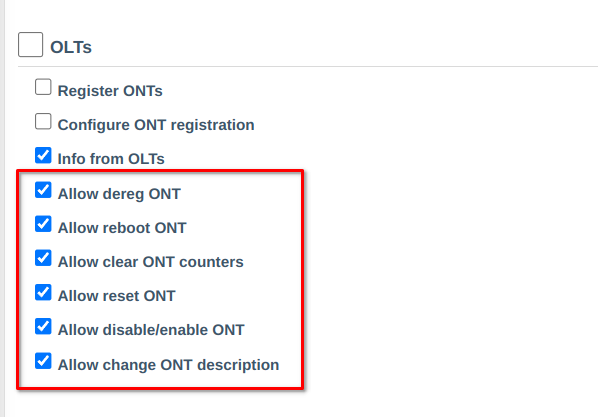 OLTs
Register ONTs
Configure ONT registration
Info from OLTs
Allow dereg ONT
Allow reboot ONT
Allow clear ONT counters
Allow reset ONT
Allow disable/enable ONT
Allow change ONT description